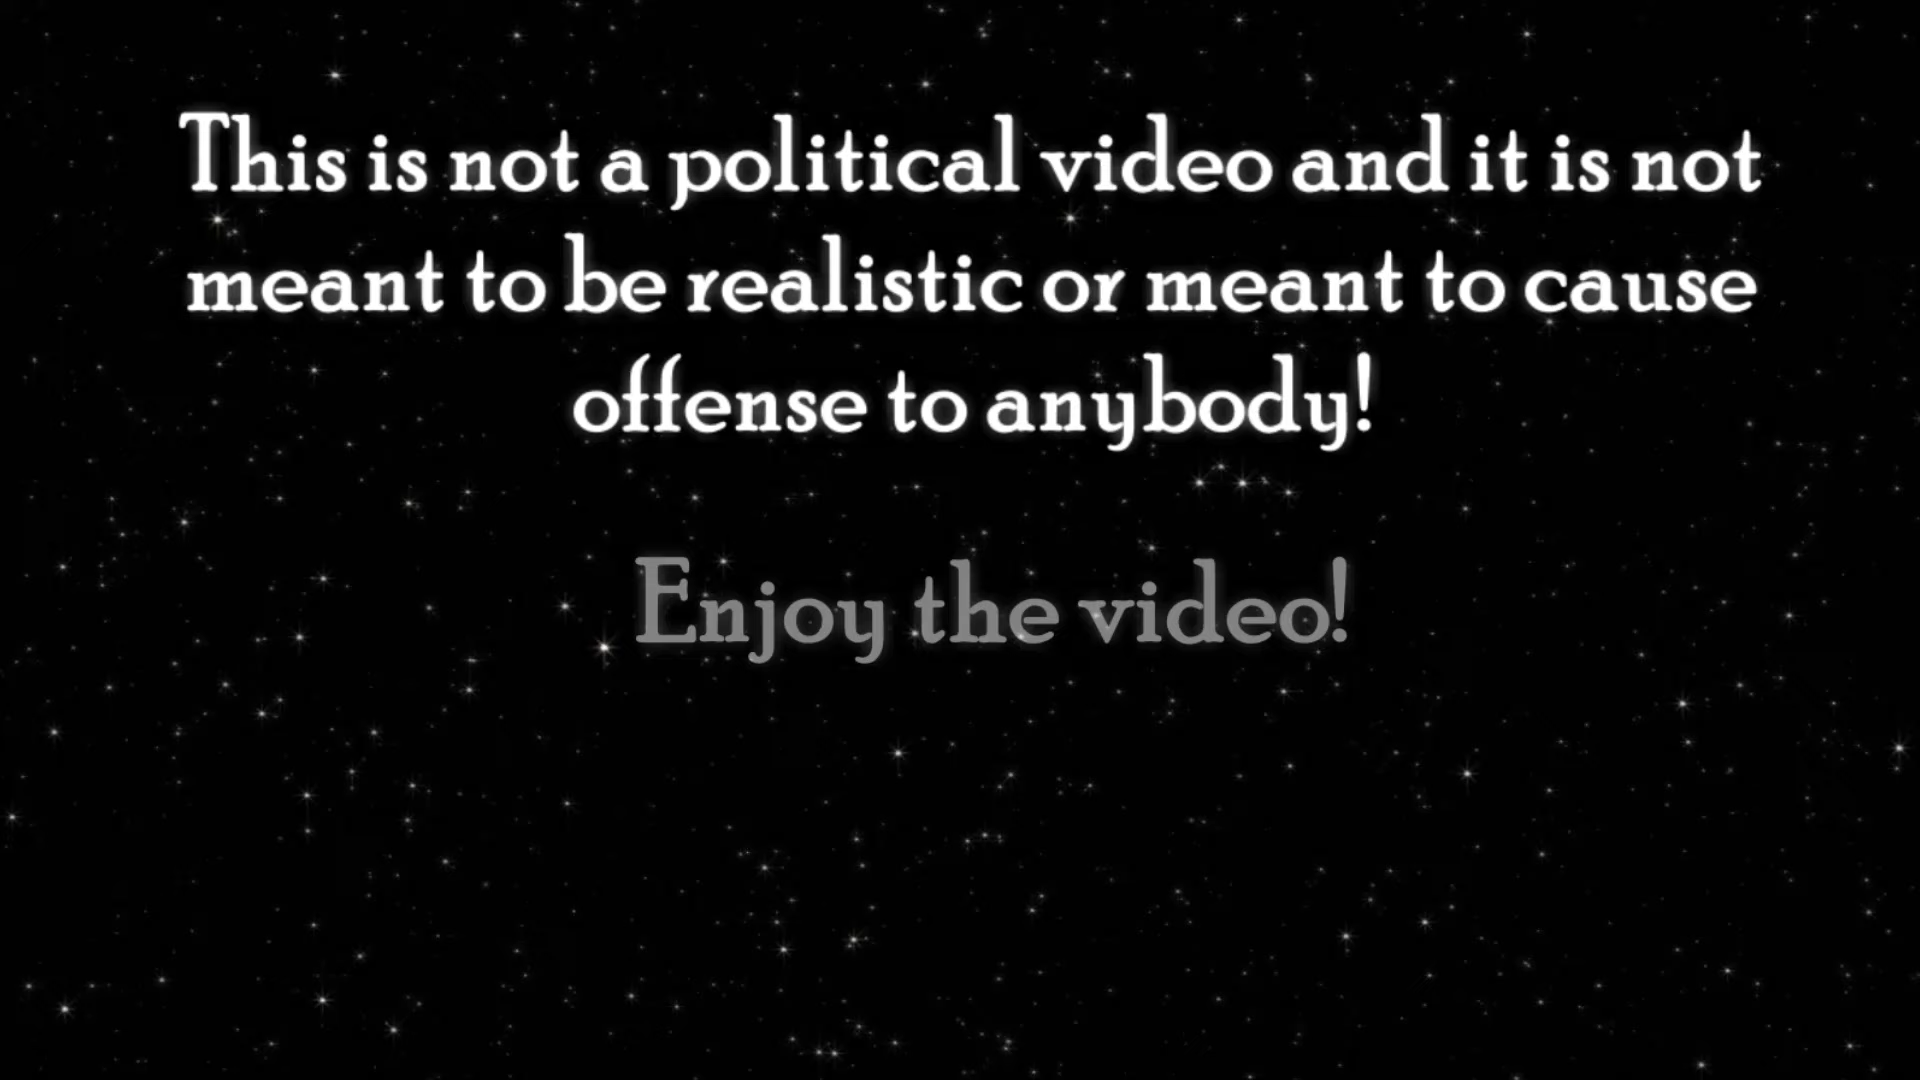 This is not a political video and it is not
meant to be realistic or meant to cause
offense to anybody!
Enjoy the video!